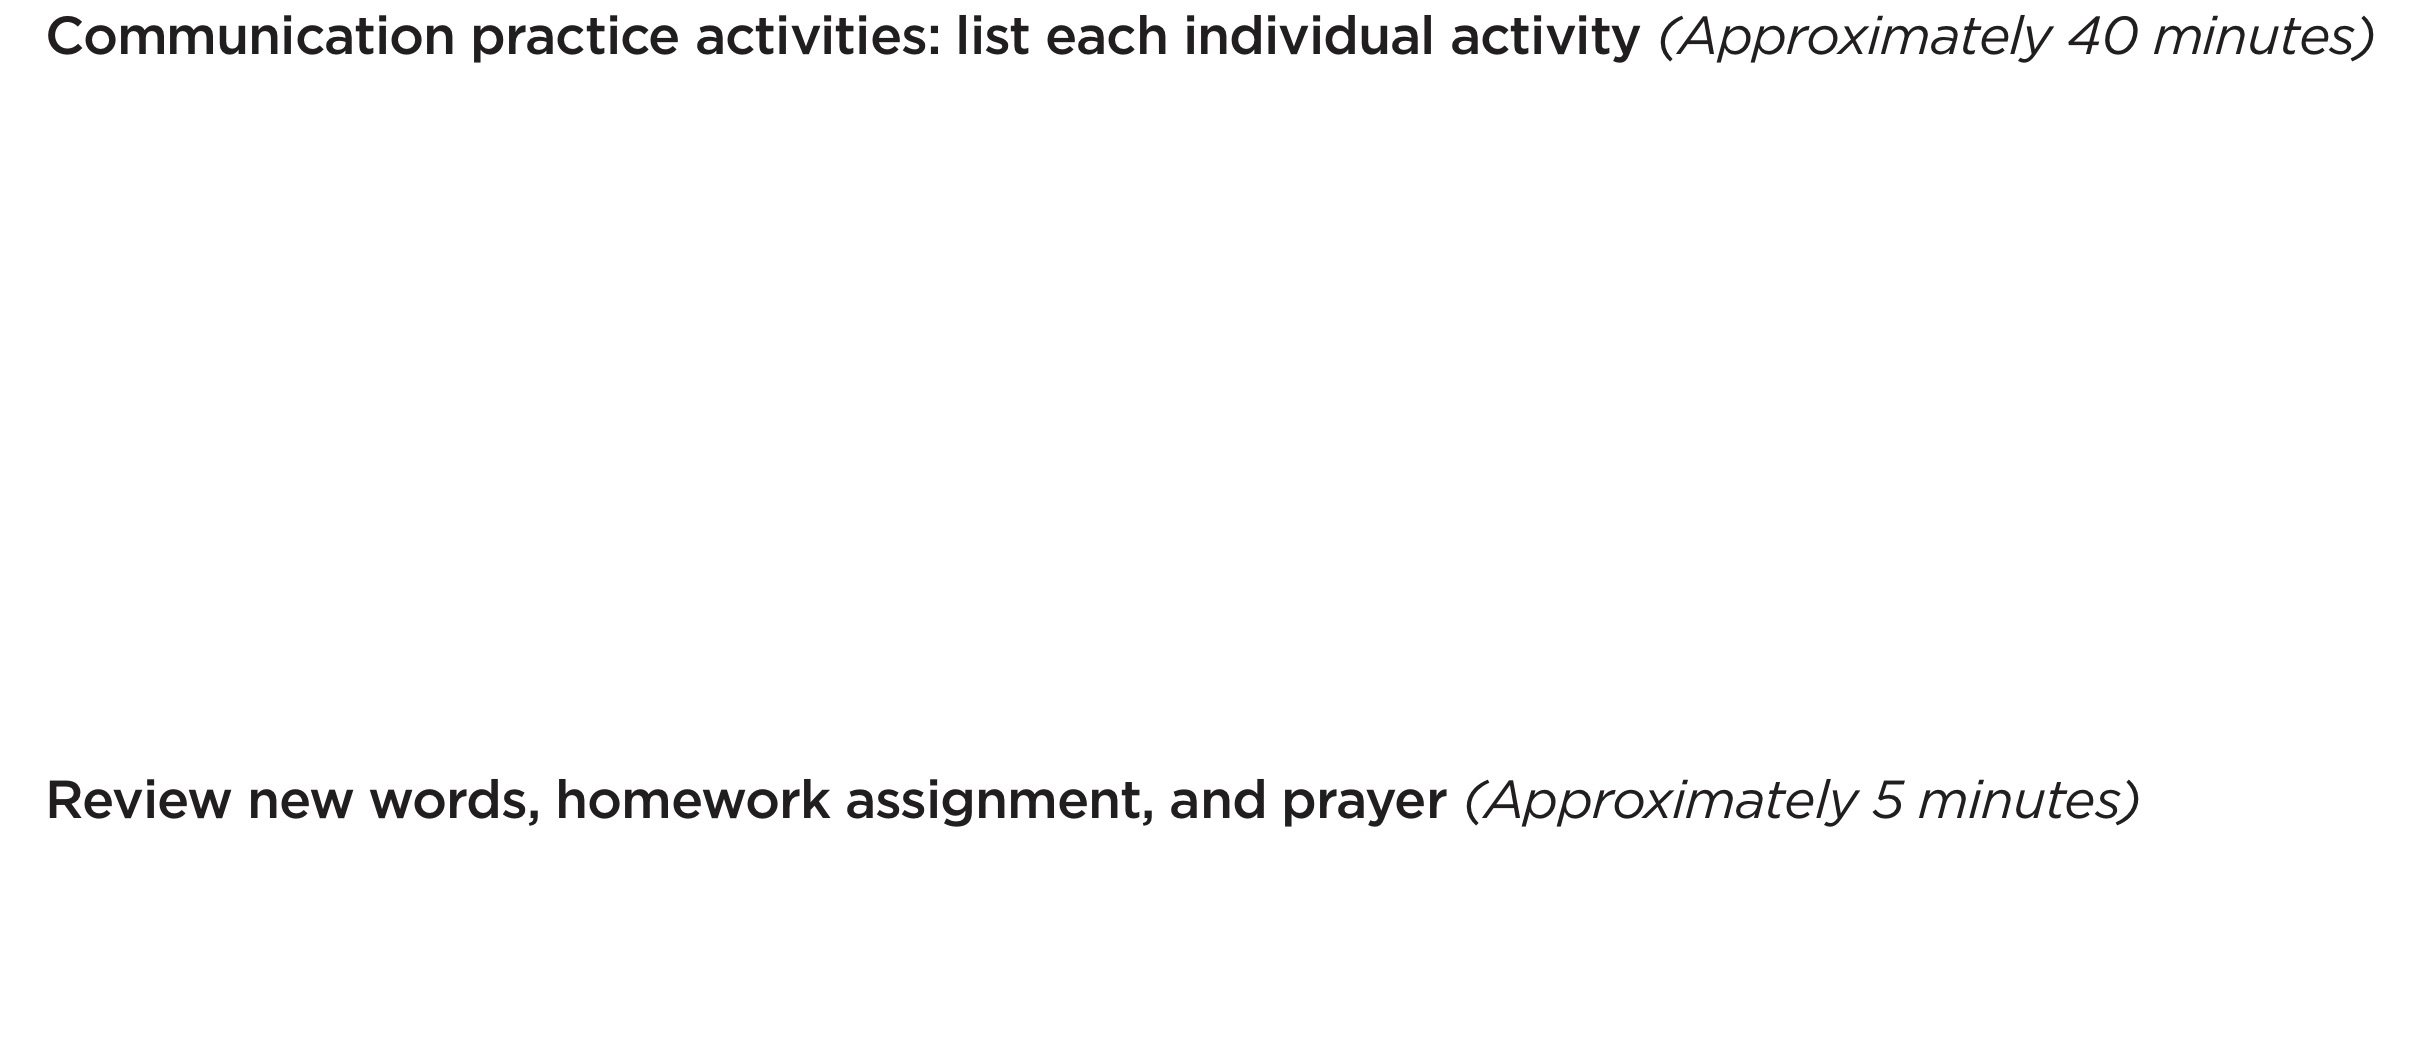 Communication practice activities: list each individual activity (Approximately 40 minutes)
Review new words, homework assignment, and prayer (Approximately 5 minutes)